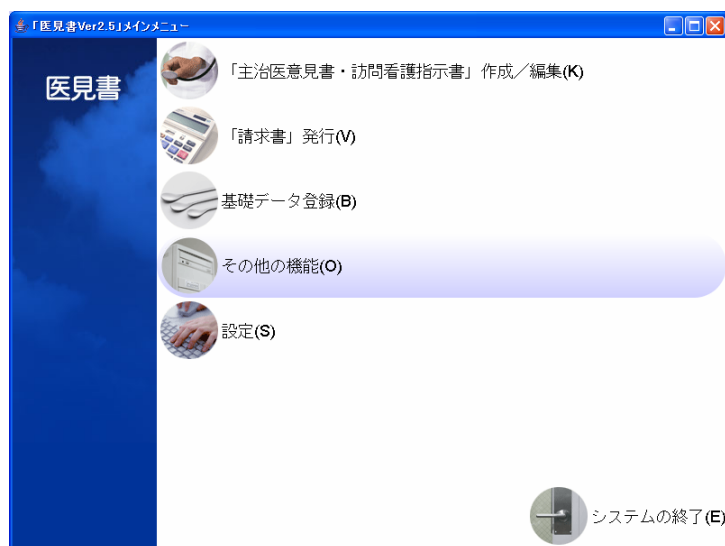 「医見書Ver2.5」メインメニュー
医見書
「主治医意見書・訪問看護指示書」作成／編集(K)
「請求書」発行(V)
基礎データ登録(B)
その他の機能(O)
設定(S)
システムの終了(E)